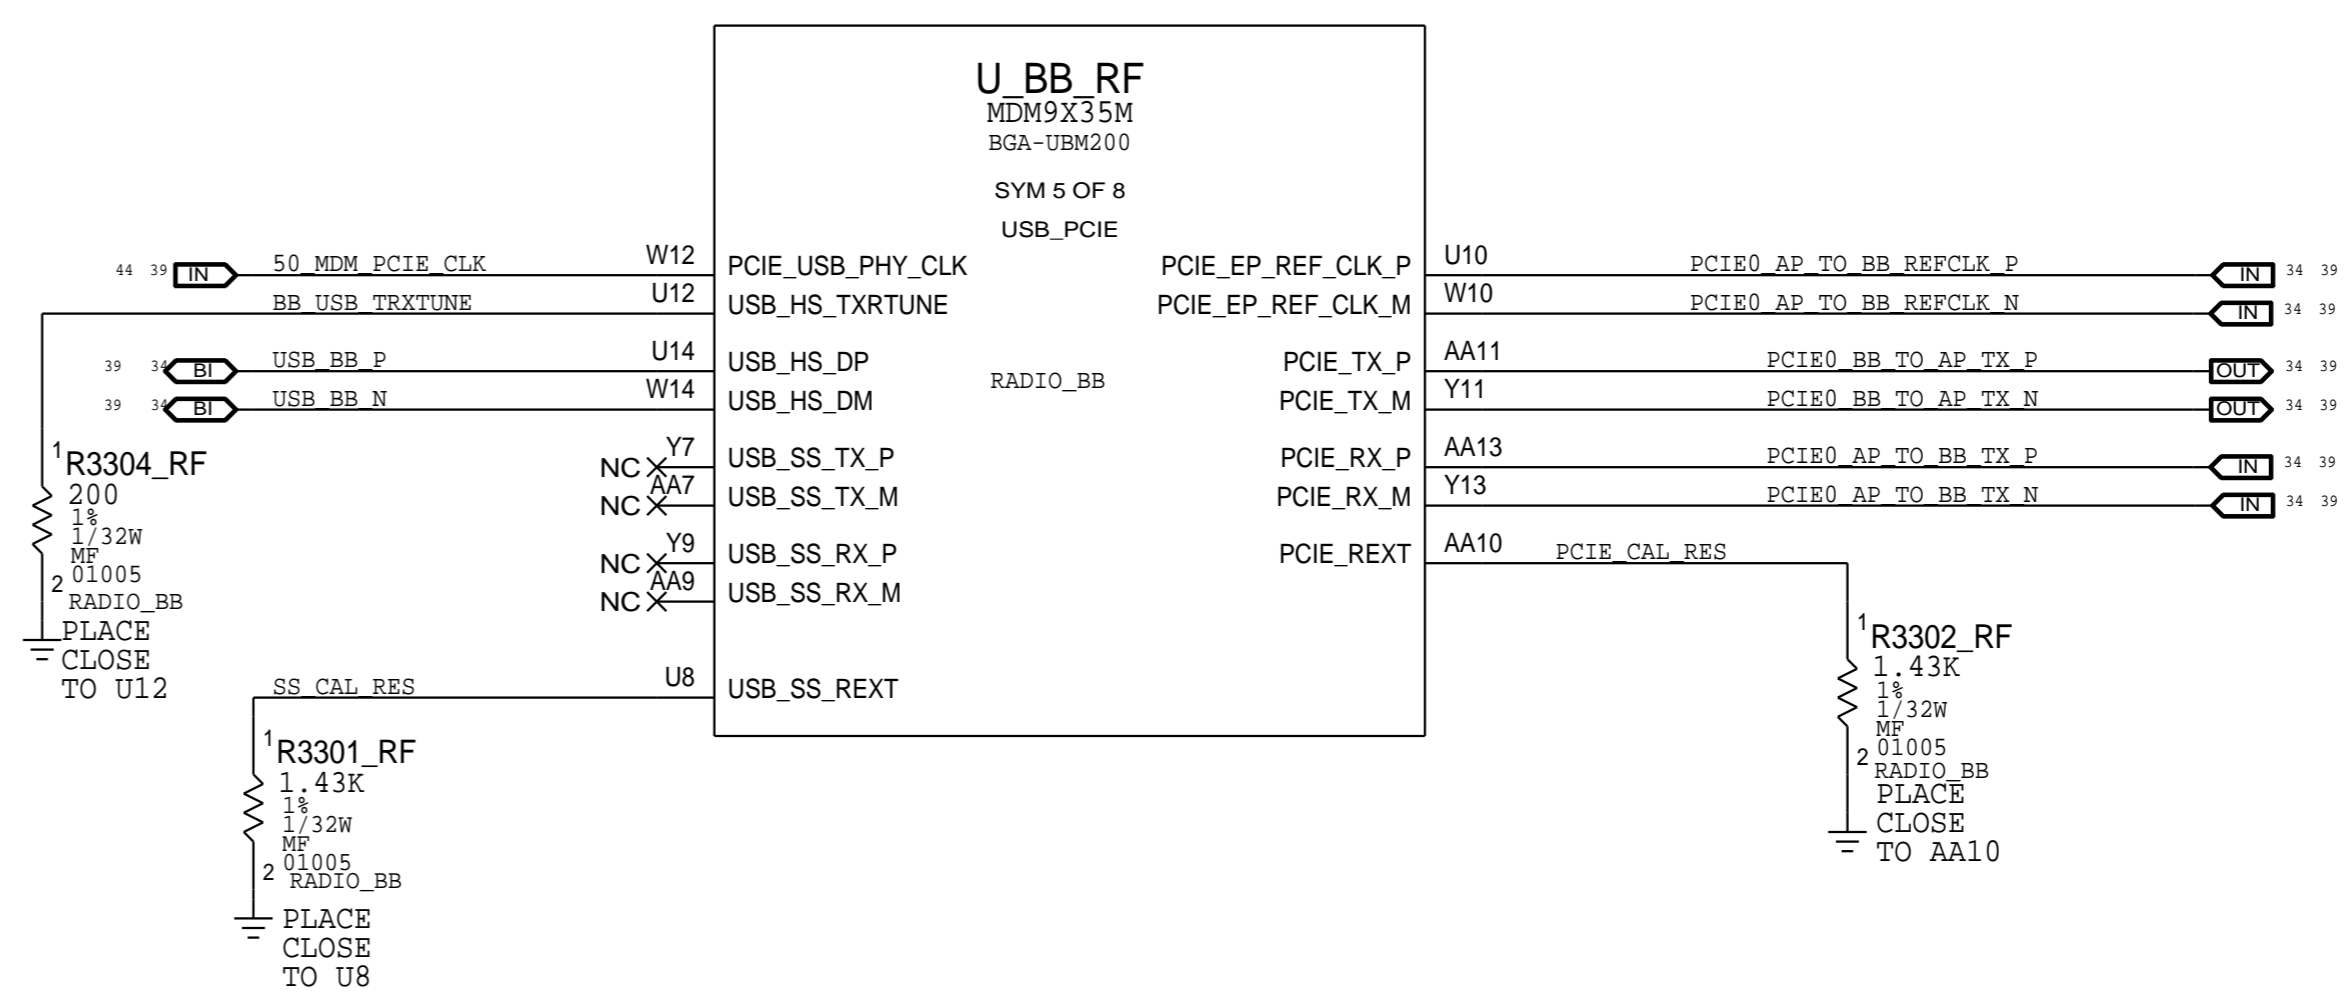 U_BB_RF
MDM9X35M
BGA-UBM200
SYM 5 OF 8
USB_PCIE
RADIO_BB
44 39 IN 50_MDM_PCIE_CLK W12 PCIE_USB_PHY_CLK
BB_USB_TRXTUNE U12 USB_HS_TXRTUNE
39 34 BI USB_BB_P U14 USB_HS_DP
39 34 BI USB_BB_N W14 USB_HS_DM
NC Y7 USB_SS_TX_P
NC AA7 USB_SS_TX_M
NC Y9 USB_SS_RX_P
NC AA9 USB_SS_RX_M
SS_CAL_RES U8 USB_SS_REXT
PCIE_EP_REF_CLK_P U10 PCIE0_AP_TO_BB_REFCLK_P IN 34 39
PCIE_EP_REF_CLK_M W10 PCIE0_AP_TO_BB_REFCLK_N IN 34 39
PCIE_TX_P AA11 PCIE0_BB_TO_AP_TX_P OUT 34 39
PCIE_TX_M Y11 PCIE0_BB_TO_AP_TX_N OUT 34 39
PCIE_RX_P AA13 PCIE0_AP_TO_BB_TX_P IN 34 39
PCIE_RX_M Y13 PCIE0_AP_TO_BB_TX_N IN 34 39
PCIE_REXT AA10 PCIE_CAL_RES
1
R3304_RF
200
1%
1/32W
MF
01005
2
RADIO_BB
PLACE
CLOSE
TO U12
1
R3301_RF
1.43K
1%
1/32W
MF
01005
2
RADIO_BB
PLACE
CLOSE
TO U8
1
R3302_RF
1.43K
1%
1/32W
MF
01005
2
RADIO_BB
PLACE
CLOSE
TO AA10